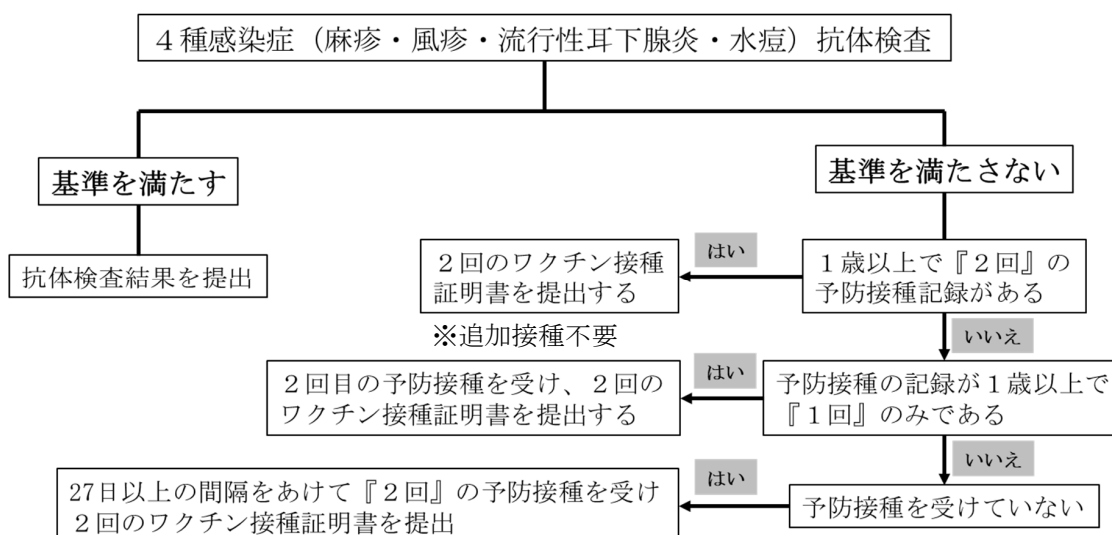 ４種感染症（麻疹・風疹・流行性耳下腺炎・水痘）抗体検査
基準を満たす
抗体検査結果を提出
基準を満たさない
１歳以上で『２回』の
予防接種記録がある
はい
２回のワクチン接種
証明書を提出する
※追加接種不要
いいえ
予防接種の記録が１歳以上で
『１回』のみである
はい
２回目の予防接種を受け、２回の
ワクチン接種証明書を提出する
いいえ
予防接種を受けていない
はい
27日以上の間隔をあけて『２回』の予防接種を受け
２回のワクチン接種証明書を提出